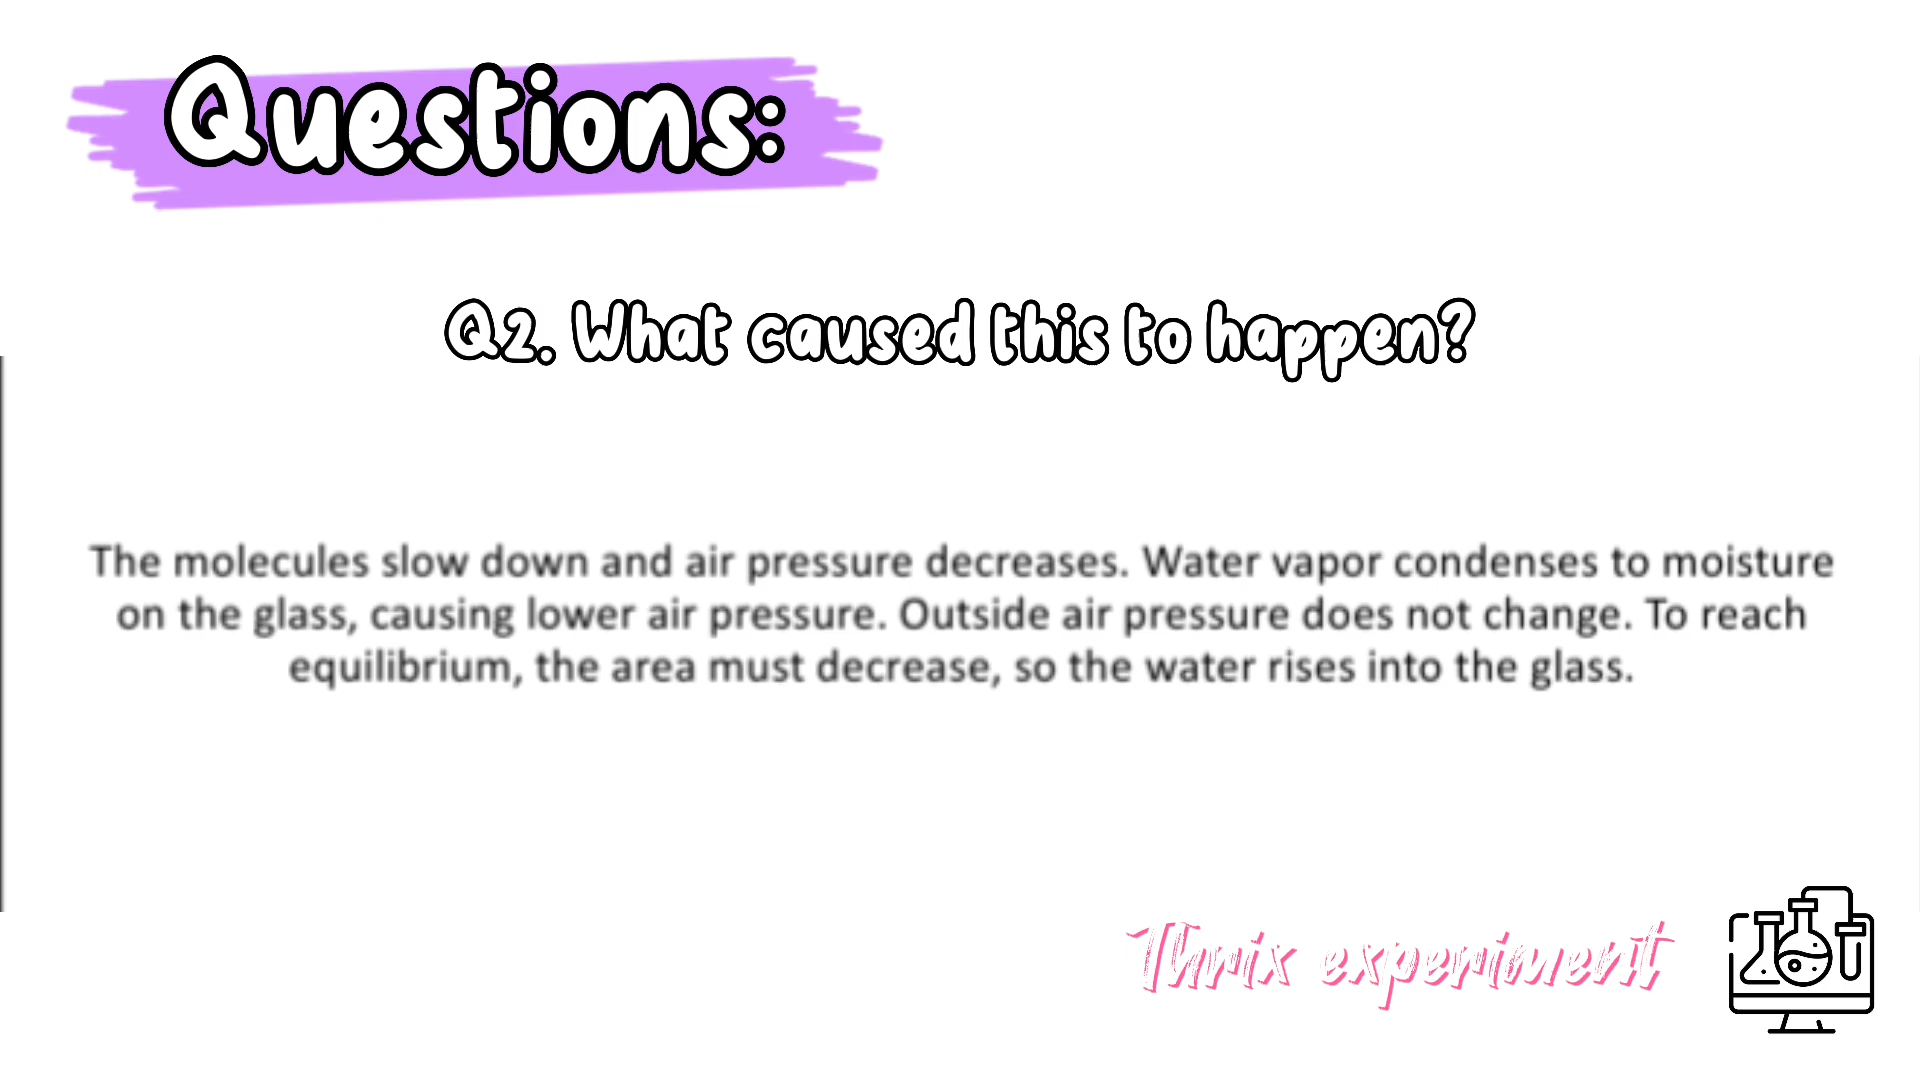 Questions:
Q2. What caused this to happen?
The molecules slow down and air pressure decreases. Water vapor condenses to moisture
on the glass, causing lower air pressure. Outside air pressure does not change. To reach
equilibrium, the area must decrease, so the water rises into the glass.
Thrix experiment